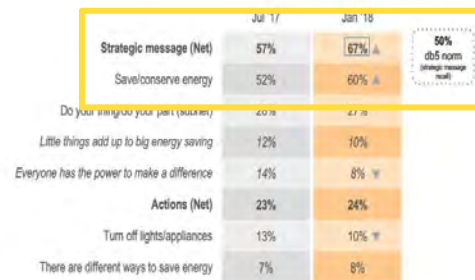 Jul '17 Jan '18
Strategic message (Net) 57% 67% ▲ 50%
db5 norm
(strategic message
recall)
Save/conserve energy 52% 60% ▲
Do your thing/do your part (subnet) 26% 27%
Little things add up to big energy saving 12% 10%
Everyone has the power to make a difference 14% 8% ▼
Actions (Net) 23% 24%
Turn off lights/appliances 13% 10% ▼
There are different ways to save energy 7% 8%